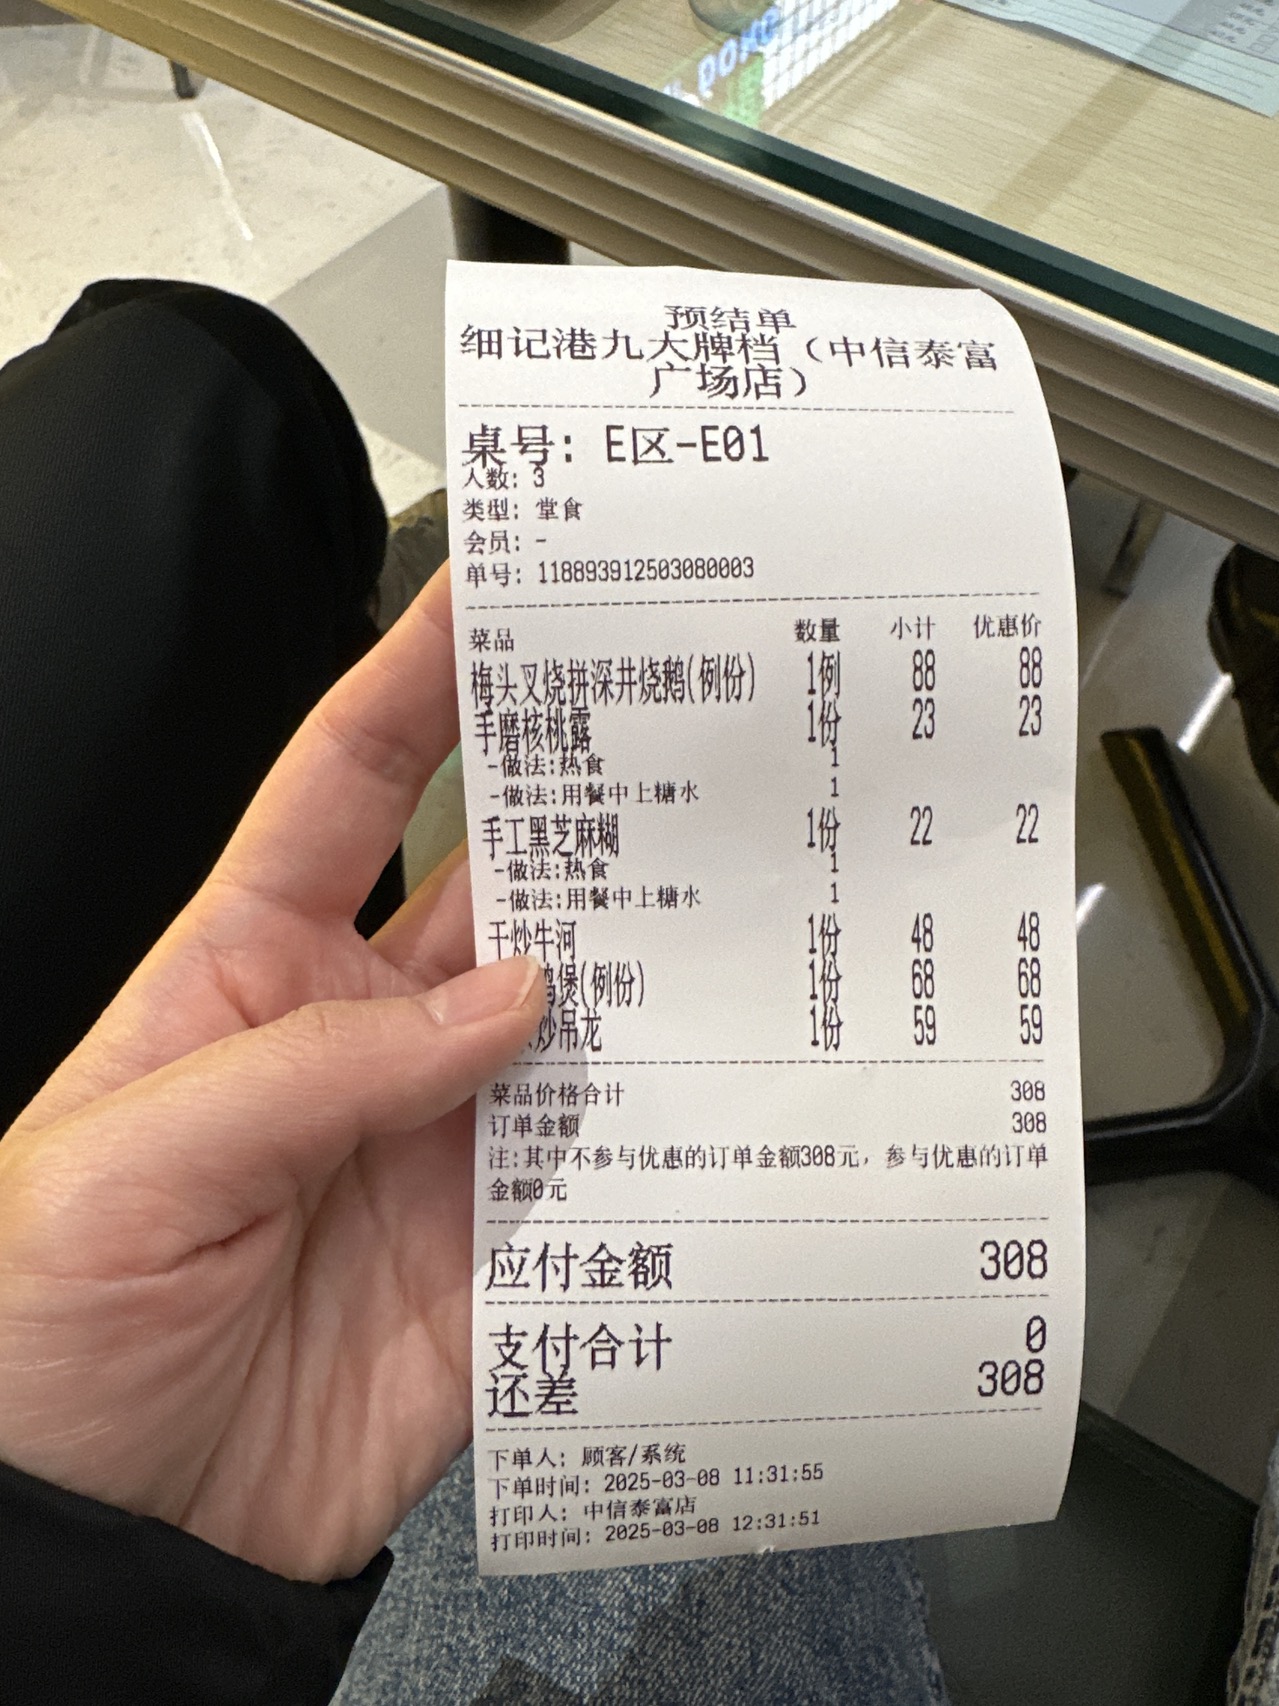 预结单
细记港九大牌档（中信泰富
广场店）
桌号: E区-E01
人数: 3
类型: 堂食
会员: -
单号: 118893912503080003
菜品 数量 小计 优惠价
梅头叉烧拼深井烧鹅(例份) 1例 88 88
手磨核桃露 1份 23 23
-做法:热食 1
-做法:用餐中上糖水 1
手工黑芝麻糊 1份 22 22
-做法:热食 1
-做法:用餐中上糖水 1
干炒牛河 1份 48 48
煲(例份) 1份 68 68
炒吊龙 1份 59 59
菜品价格合计 308
订单金额 308
注:其中不参与优惠的订单金额308元, 参与优惠的订单
金额0元
应付金额 308
支付合计 0
还差 308
下单人: 顾客/系统
下单时间: 2025-03-08 11:31:55
打印人: 中信泰富店
打印时间: 2025-03-08 12:31:51